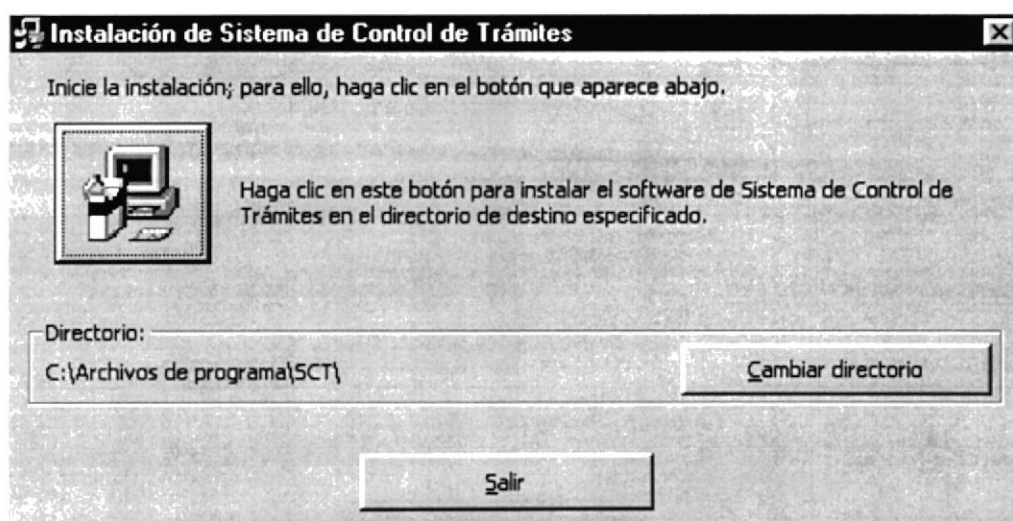 Instalación de Sistema de Control de Trámites
Inicie la instalación; para ello, haga clic en el botón que aparece abajo.
Haga clic en este botón para instalar el software de Sistema de Control de
Trámites en el directorio de destino especificado.
Directorio:
C:\Archivos de programa\SCT\
Cambiar directorio
Salir